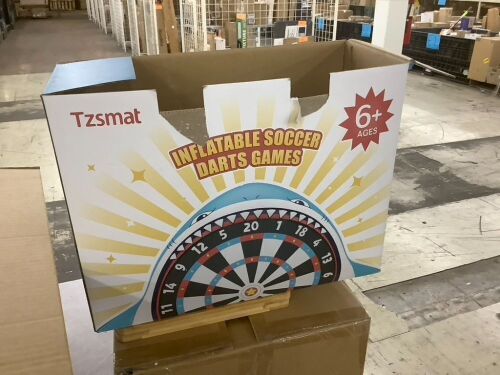 Tzsmat
6+
AGES
INFLATABLE SOCCER
DARTS GAMES
11 14 9 12 5 20 1 18 4 13 6